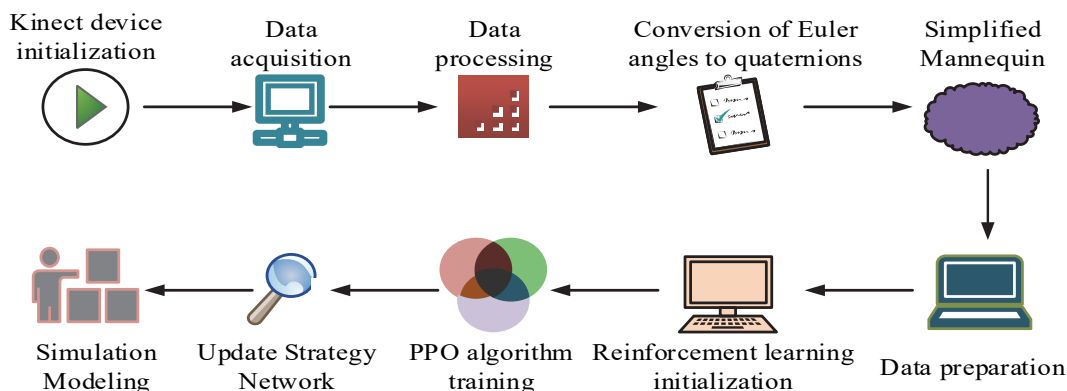 Kinect device
initialization
Data
acquisition
Data
processing
Conversion of Euler
angles to quaternions
Simplified
Mannequin
Simulation
Modeling
Update Strategy
Network
PPO algorithm
training
Reinforcement learning
initialization
Data preparation